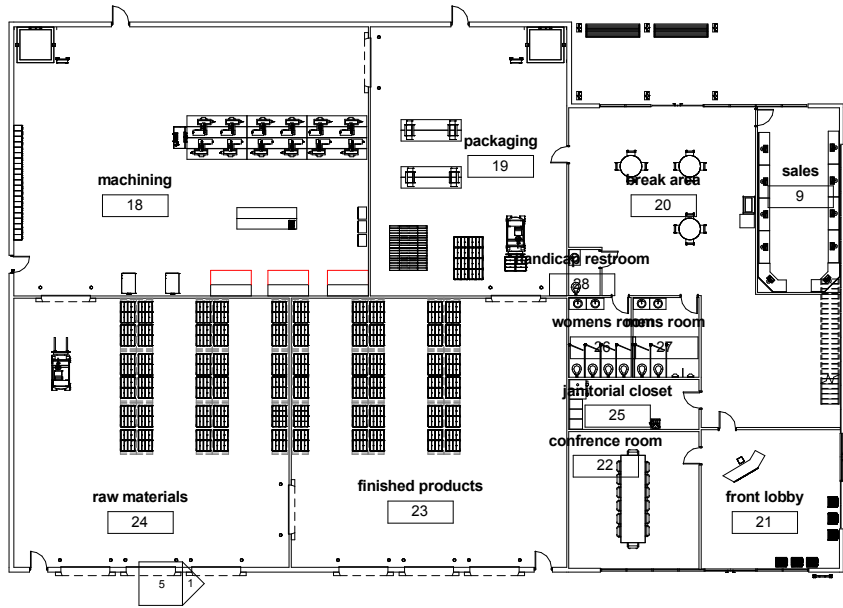 packaging
19
machining
18
sales
9
break area
20
handicap restroom
38
womens room
mens room
26
27
janitorial closet
25
confrence room
22
raw materials
24
finished products
23
front lobby
21
5
1